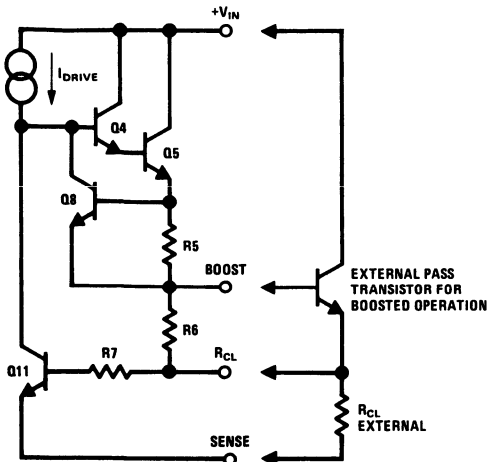 +VIN
IDRIVE
Q4
Q5
Q8
R5
BOOST
EXTERNAL PASS
TRANSISTOR FOR
BOOSTED OPERATION
R6
R7
RCL
Q11
RCL
EXTERNAL
SENSE